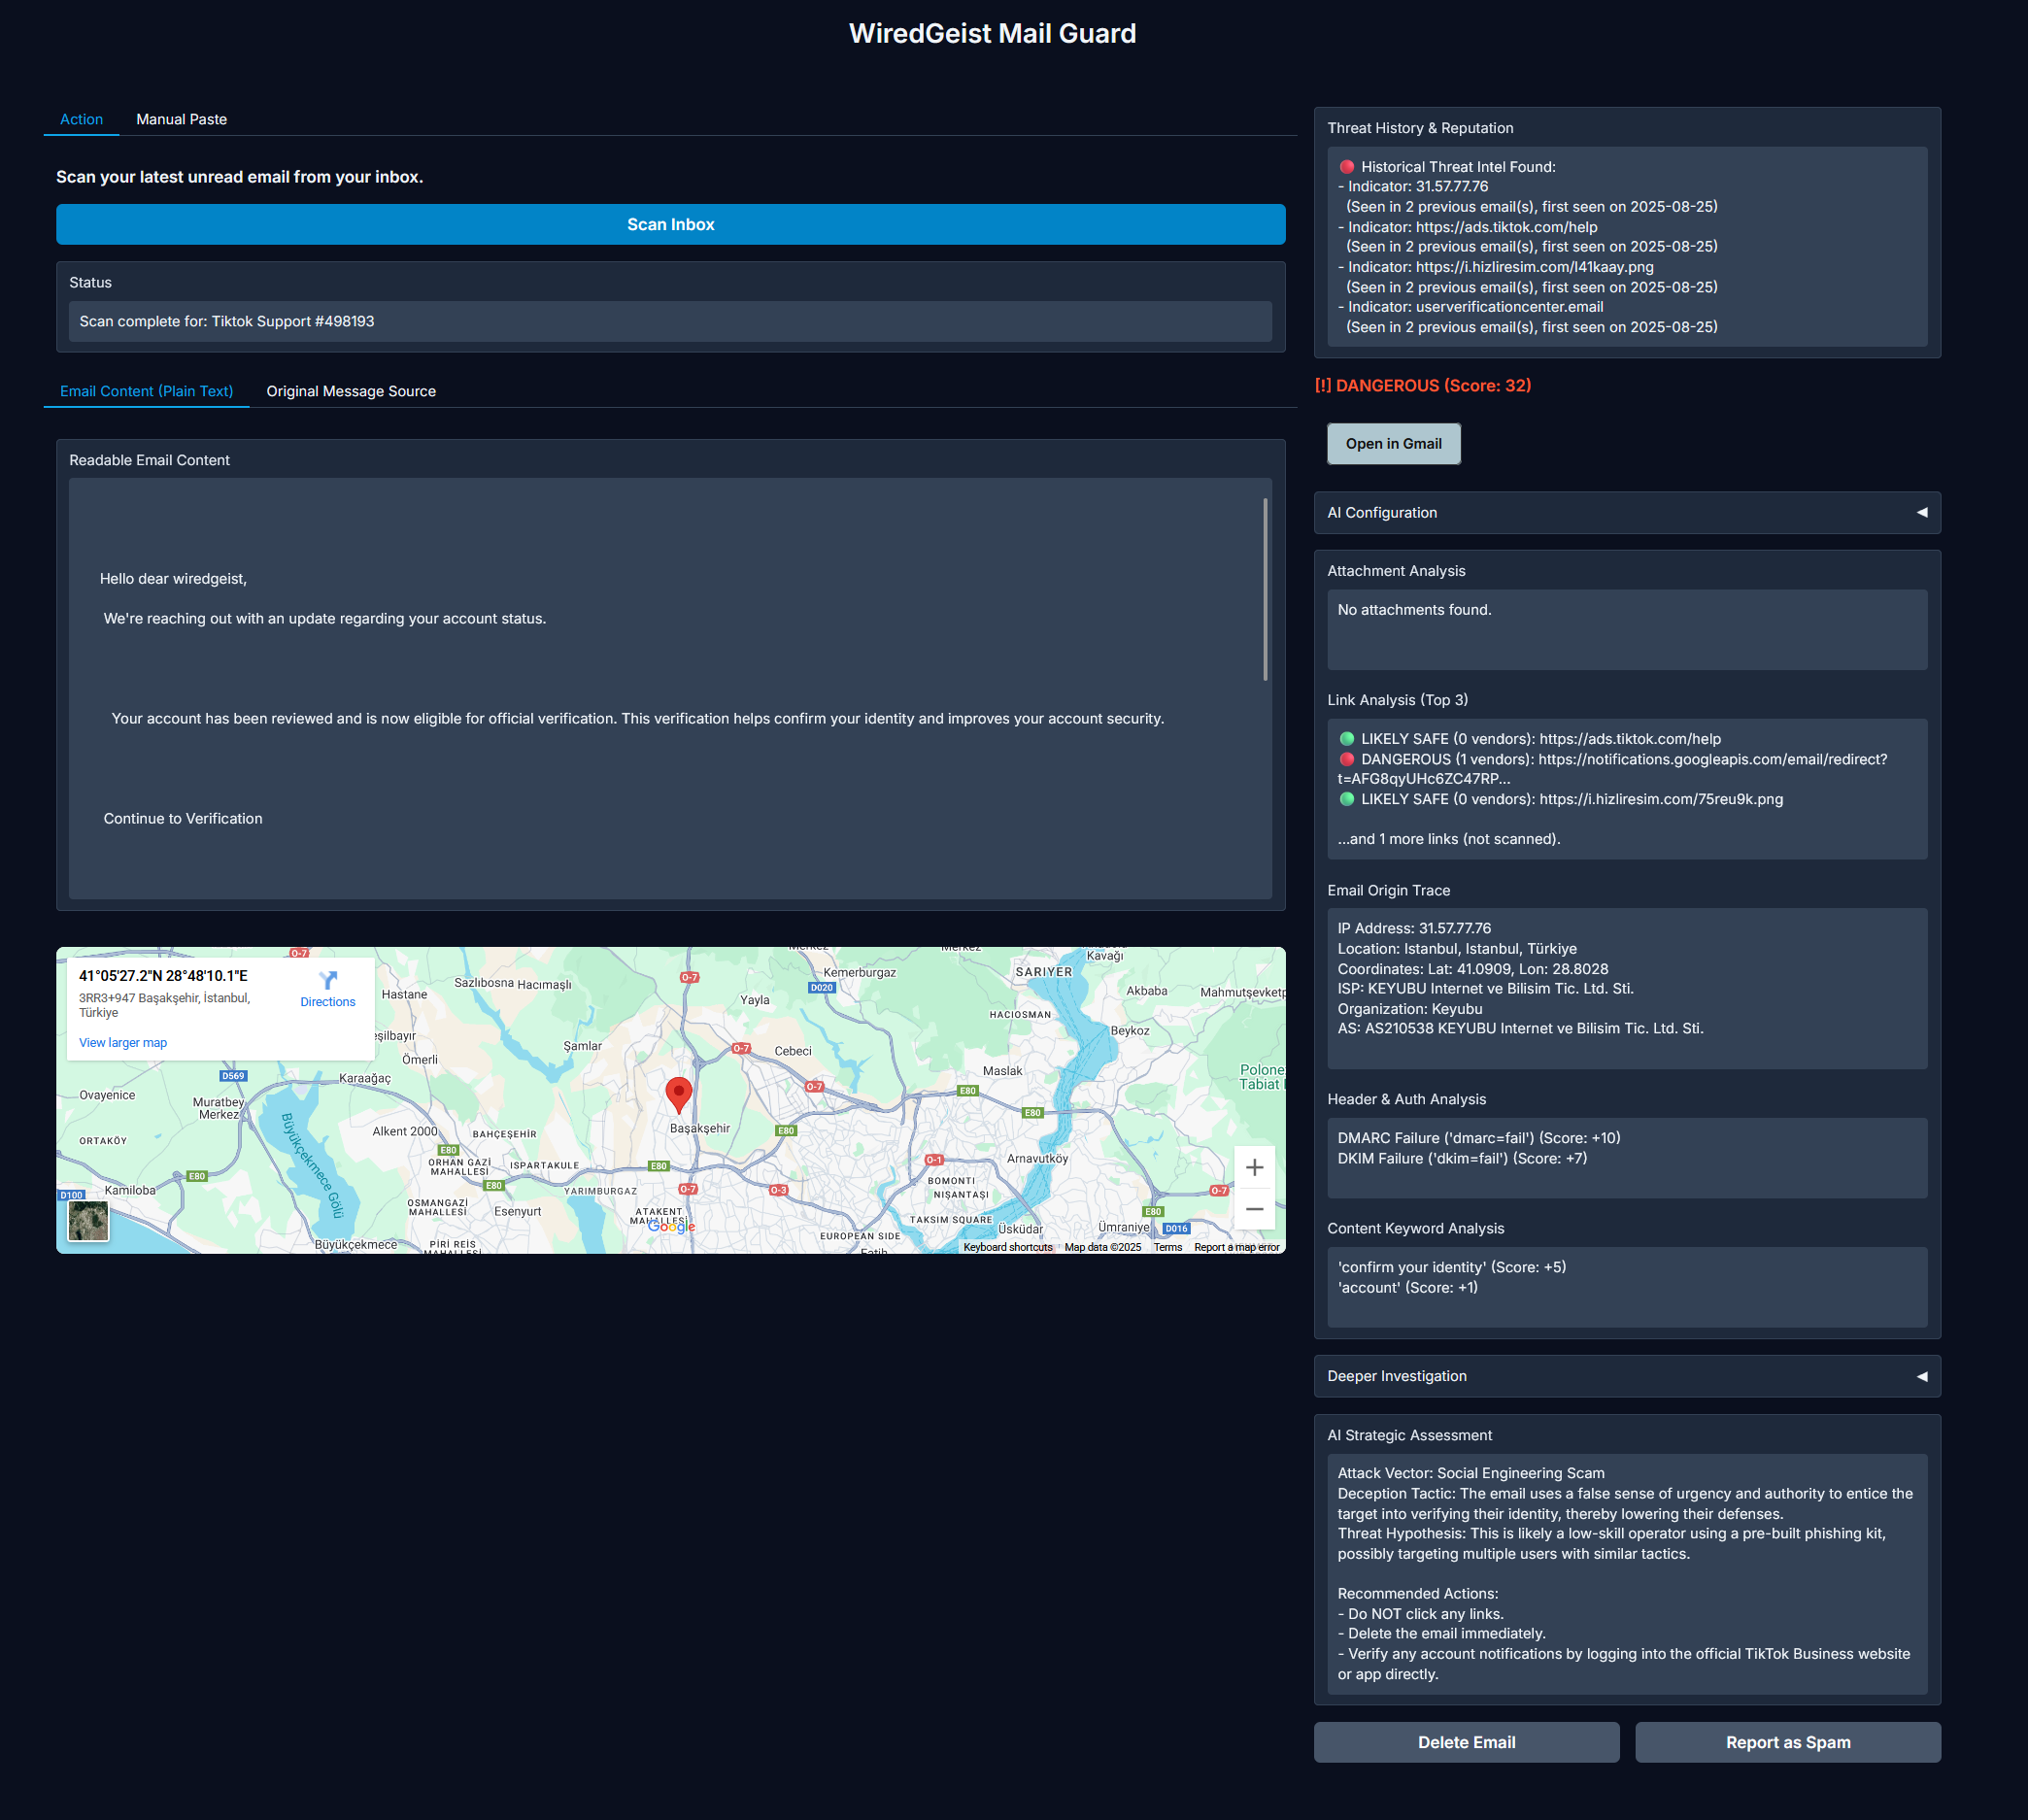 WiredGeist Mail Guard
Action
Manual Paste
Scan your latest unread email from your inbox.
Scan Inbox
Status
Scan complete for: Tiktok Support #498193
Email Content (Plain Text)
Original Message Source
Readable Email Content
Hello dear wiredgeist,
We're reaching out with an update regarding your account status.
Your account has been reviewed and is now eligible for official verification. This verification helps confirm your identity and improves your account security.
Continue to Verification
41°05'27.2"N 28°48'10.1"E
3RR3+947 Başakşehir, İstanbul,
Türkiye
Directions
View larger map
O-7
Hastane
Sazlıbosna
Hacımaşlı
O-7
Kemerburgaz
D020
Yayla
SARIYER
Kavağı
Akbaba
Mahmutşevketp
HACIOSMAN
Beykoz
eşilbayır
Ömerli
Şamlar
O-7
Cebeci
Maslak
Polone
Tabiat
D569
Karaağaç
Ovayenice
Muratbey
Merkez
O-7
E80
E80
Başakşehir
E80
ORTAKÖY
Büyükçekmece Gölü
Alkent 2000
BAHÇEŞEHİR
E80
ORHAN GAZİ
MAHALLESİ
ISPARTAKULE
E80
E80
E80
Arnavutköy
O-1
BOMONTI
NİŞANTAŞI
D100
Kamiloba
OSMANGAZİ
MAHALLESİ
Esenyurt
YARIMBURGAZ
O-7
O-3
O-7
ATAKENT
MAHALLESİ
Google
TAKSIM SQUARE
Üsküdar
E80
Ümraniye
D016
EUROPEAN SIDE
Fatih
Büyükçekmece
PİRİ REİS
MAHALLESİ
Keyboard shortcuts
Map data ©2025
Terms
Report a map error
Threat History & Reputation
Historical Threat Intel Found:
- Indicator: 31.57.77.76
(Seen in 2 previous email(s), first seen on 2025-08-25)
- Indicator: https://ads.tiktok.com/help
(Seen in 2 previous email(s), first seen on 2025-08-25)
- Indicator: https://i.hizliresim.com/l41kaay.png
(Seen in 2 previous email(s), first seen on 2025-08-25)
- Indicator: userverificationcenter.email
(Seen in 2 previous email(s), first seen on 2025-08-25)
[!] DANGEROUS (Score: 32)
Open in Gmail
AI Configuration
Attachment Analysis
No attachments found.
Link Analysis (Top 3)
LIKELY SAFE (0 vendors): https://ads.tiktok.com/help
DANGEROUS (1 vendors): https://notifications.googleapis.com/email/redirect?
t=AFG8qyUHc6ZC47RP...
LIKELY SAFE (0 vendors): https://i.hizliresim.com/75reu9k.png
...and 1 more links (not scanned).
Email Origin Trace
IP Address: 31.57.77.76
Location: Istanbul, Istanbul, Türkiye
Coordinates: Lat: 41.0909, Lon: 28.8028
ISP: KEYUBU Internet ve Bilisim Tic. Ltd. Sti.
Organization: Keyubu
AS: AS210538 KEYUBU Internet ve Bilisim Tic. Ltd. Sti.
Header & Auth Analysis
DMARC Failure ('dmarc=fail') (Score: +10)
DKIM Failure ('dkim=fail') (Score: +7)
Content Keyword Analysis
'confirm your identity' (Score: +5)
'account' (Score: +1)
Deeper Investigation
AI Strategic Assessment
Attack Vector: Social Engineering Scam
Deception Tactic: The email uses a false sense of urgency and authority to entice the
target into verifying their identity, thereby lowering their defenses.
Threat Hypothesis: This is likely a low-skill operator using a pre-built phishing kit,
possibly targeting multiple users with similar tactics.
Recommended Actions:
- Do NOT click any links.
- Delete the email immediately.
- Verify any account notifications by logging into the official TikTok Business website
or app directly.
Delete Email
Report as Spam